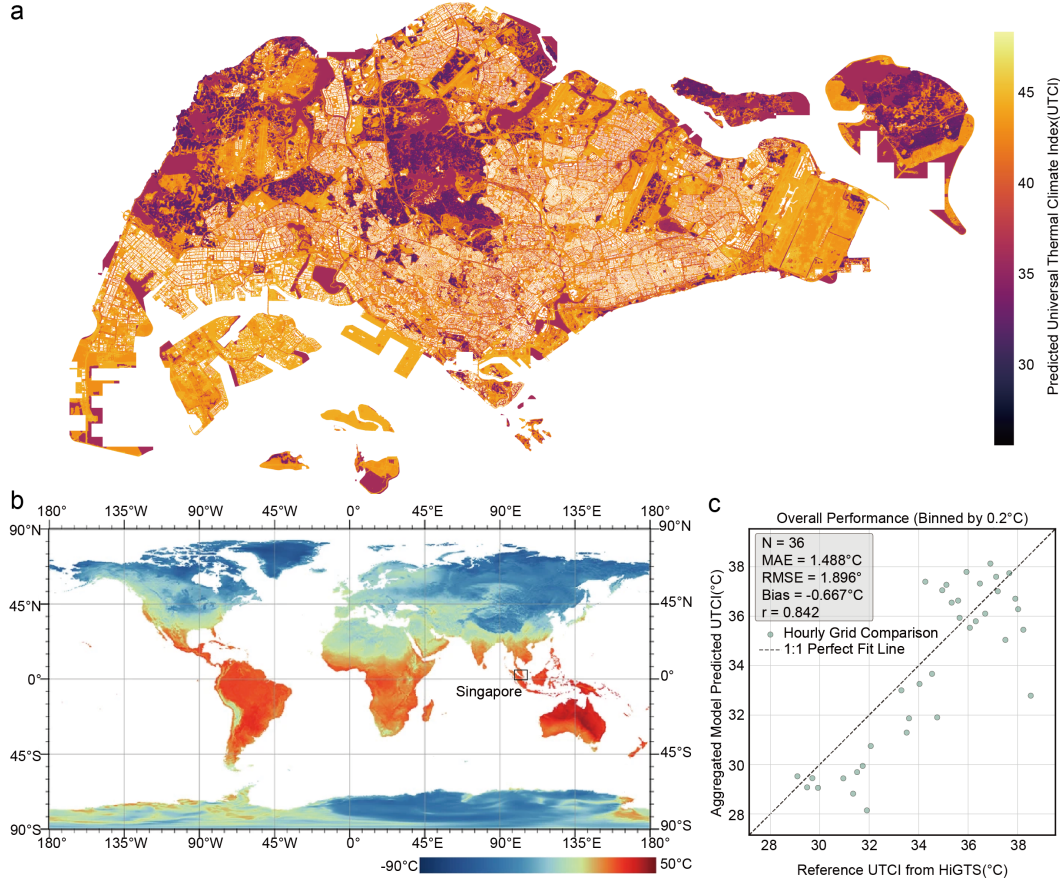 a
45
40
35
30
Predicted Universal Thermal Climate Index(UTCI)
b
180° 135°W 90°W 45°W 0° 45°E 90°E 135°E 180°
90°N 90°N
45°N 45°N
0° 0°
Singapore
45°S 45°S
90°S 90°S
180° 135°W 90°W 45°W 0° 45°E 90°E 135°E 180°
-90°C 50°C
c
Overall Performance (Binned by 0.2°C)
N = 36
MAE = 1.488°C
RMSE = 1.896°
Bias = -0.667°C
r = 0.842
Hourly Grid Comparison
1:1 Perfect Fit Line
Aggregated Model Predicted UTCI(°C)
38
36
34
32
30
28
28 30 32 34 36 38
Reference UTCI from HiGTS(°C)